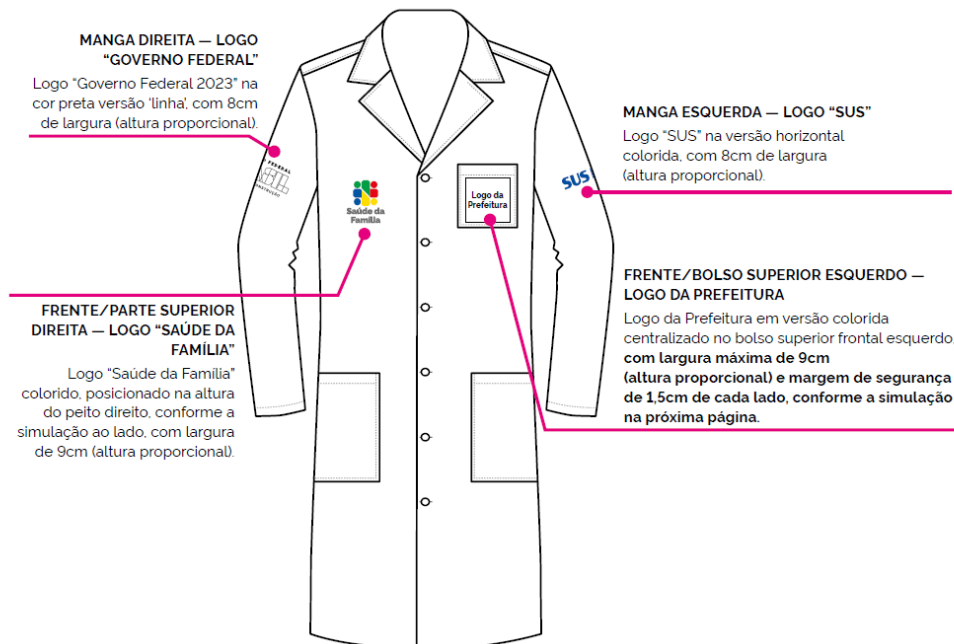 MANGA DIREITA — LOGO
“GOVERNO FEDERAL”
Logo “Governo Federal 2023” na
cor preta versão ‘linha’, com 8cm
de largura (altura proporcional).
FRENTE/PARTE SUPERIOR
DIREITA — LOGO “SAÚDE DA
FAMÍLIA”
Logo “Saúde da Família”
colorido, posicionado na altura
do peito direito, conforme a
simulação ao lado, com largura
de 9cm (altura proporcional).
FEDERAL
Saúde da
Família
Logo da
Prefeitura
SUS
MANGA ESQUERDA — LOGO “SUS”
Logo “SUS” na versão horizontal
colorida, com 8cm de largura
(altura proporcional).
FRENTE/BOLSO SUPERIOR ESQUERDO —
LOGO DA PREFEITURA
Logo da Prefeitura em versão colorida
centralizado no bolso superior frontal esquerdo
com largura máxima de 9cm
(altura proporcional) e margem de segurança
de 1,5cm de cada lado, conforme a simulação
na próxima página.